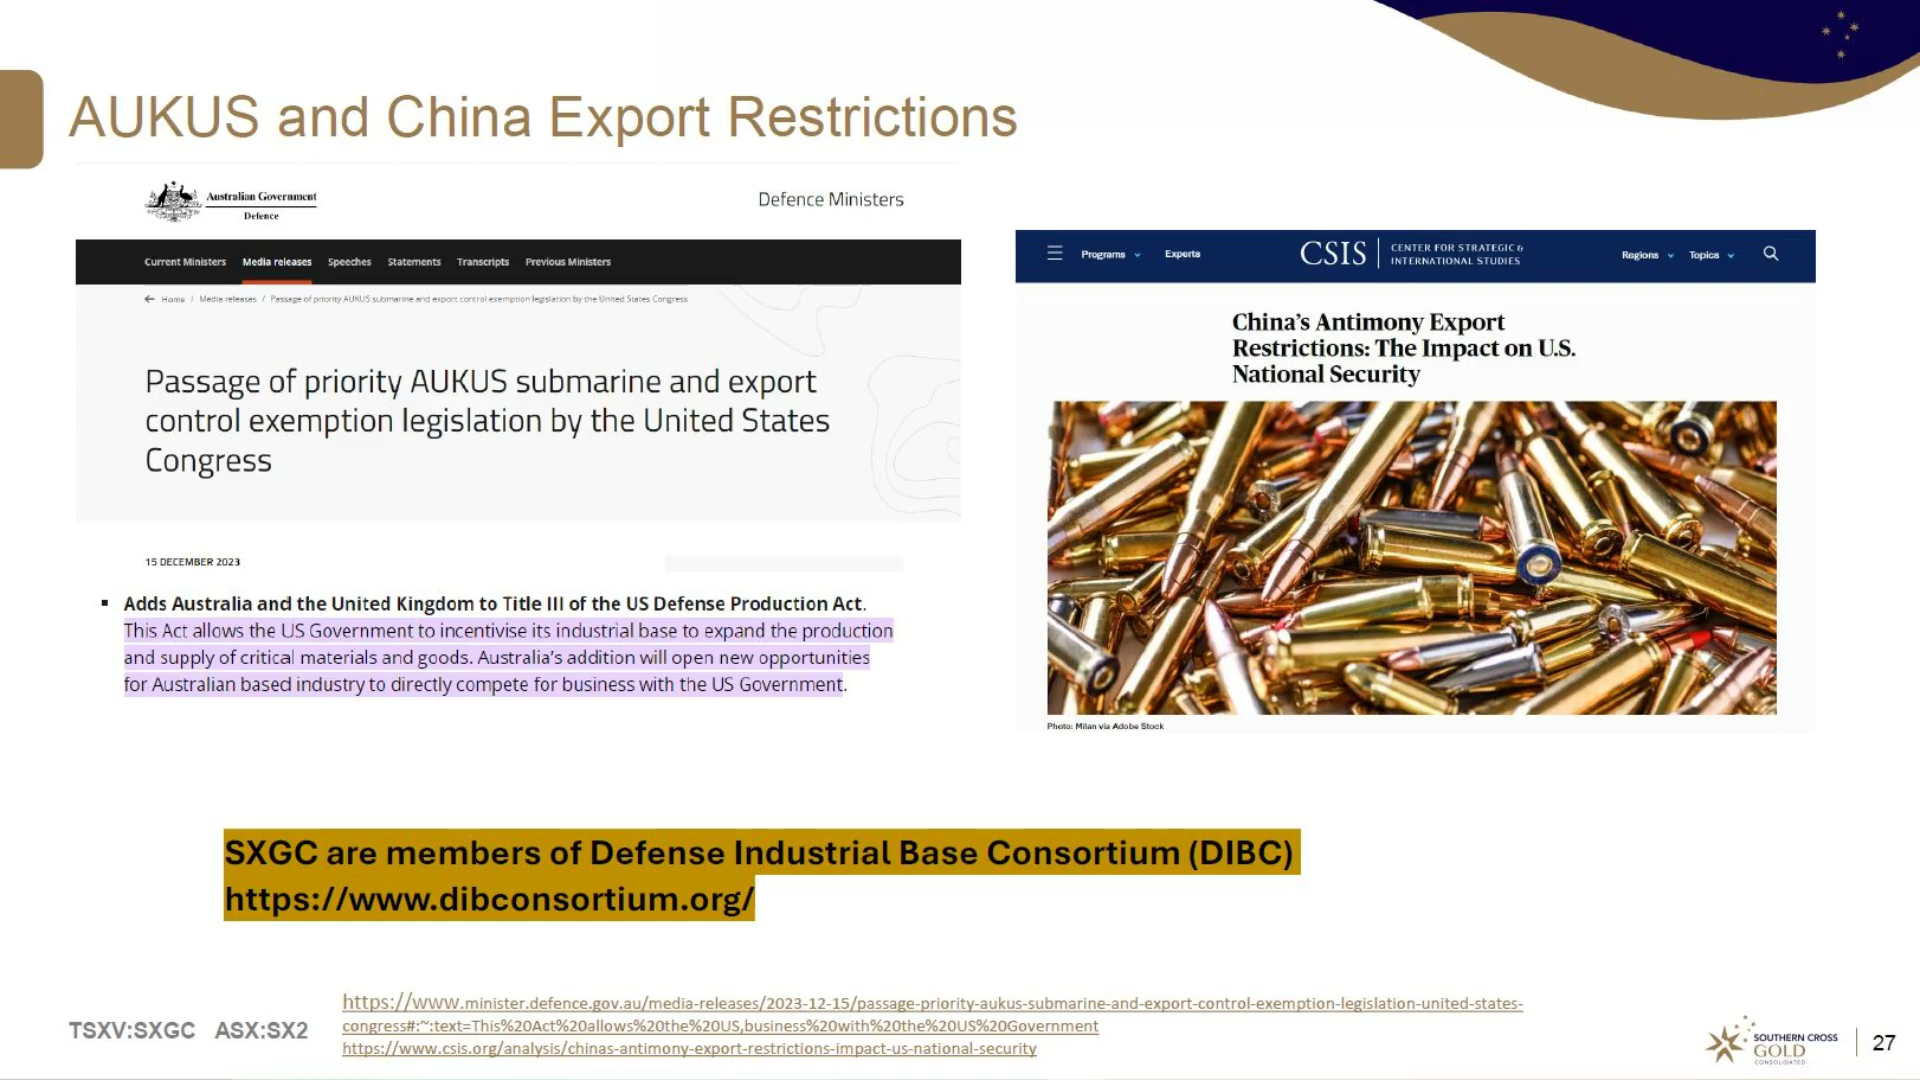 AUKUS and China Export Restrictions
Australian Government
Defence
Defence Ministers
Current Ministers Media releases Speeches Statements Transcripts Previous Ministers
Home / Media releases / Passage of priority AUKUS submarine and export control exemption legislation by the United States Congress
Passage of priority AUKUS submarine and export
control exemption legislation by the United States
Congress
15 DECEMBER 2023
▪ Adds Australia and the United Kingdom to Title III of the US Defense Production Act.
This Act allows the US Government to incentivise its industrial base to expand the production
and supply of critical materials and goods. Australia's addition will open new opportunities
for Australian based industry to directly compete for business with the US Government.
Programs Experts
CSIS
CENTER FOR STRATEGIC &
INTERNATIONAL STUDIES
Regions Topics
China's Antimony Export
Restrictions: The Impact on U.S.
National Security
Photo: Milan via Adobe Stock
SXGC are members of Defense Industrial Base Consortium (DIBC)
https://www.dibconsortium.org/
TSXV:SXGC ASX:SX2
https://www.minister.defence.gov.au/media-releases/2023-12-15/passage-priority-aukus-submarine-and-export-control-exemption-legislation-united-states-
congress#:~:text=This%20Act%20allows%20the%20US,business%20with%20the%20US%20Government
https://www.csis.org/analysis/chinas-antimony-export-restrictions-impact-us-national-security
SOUTHERN CROSS
GOLD
CONSOLIDATED
27